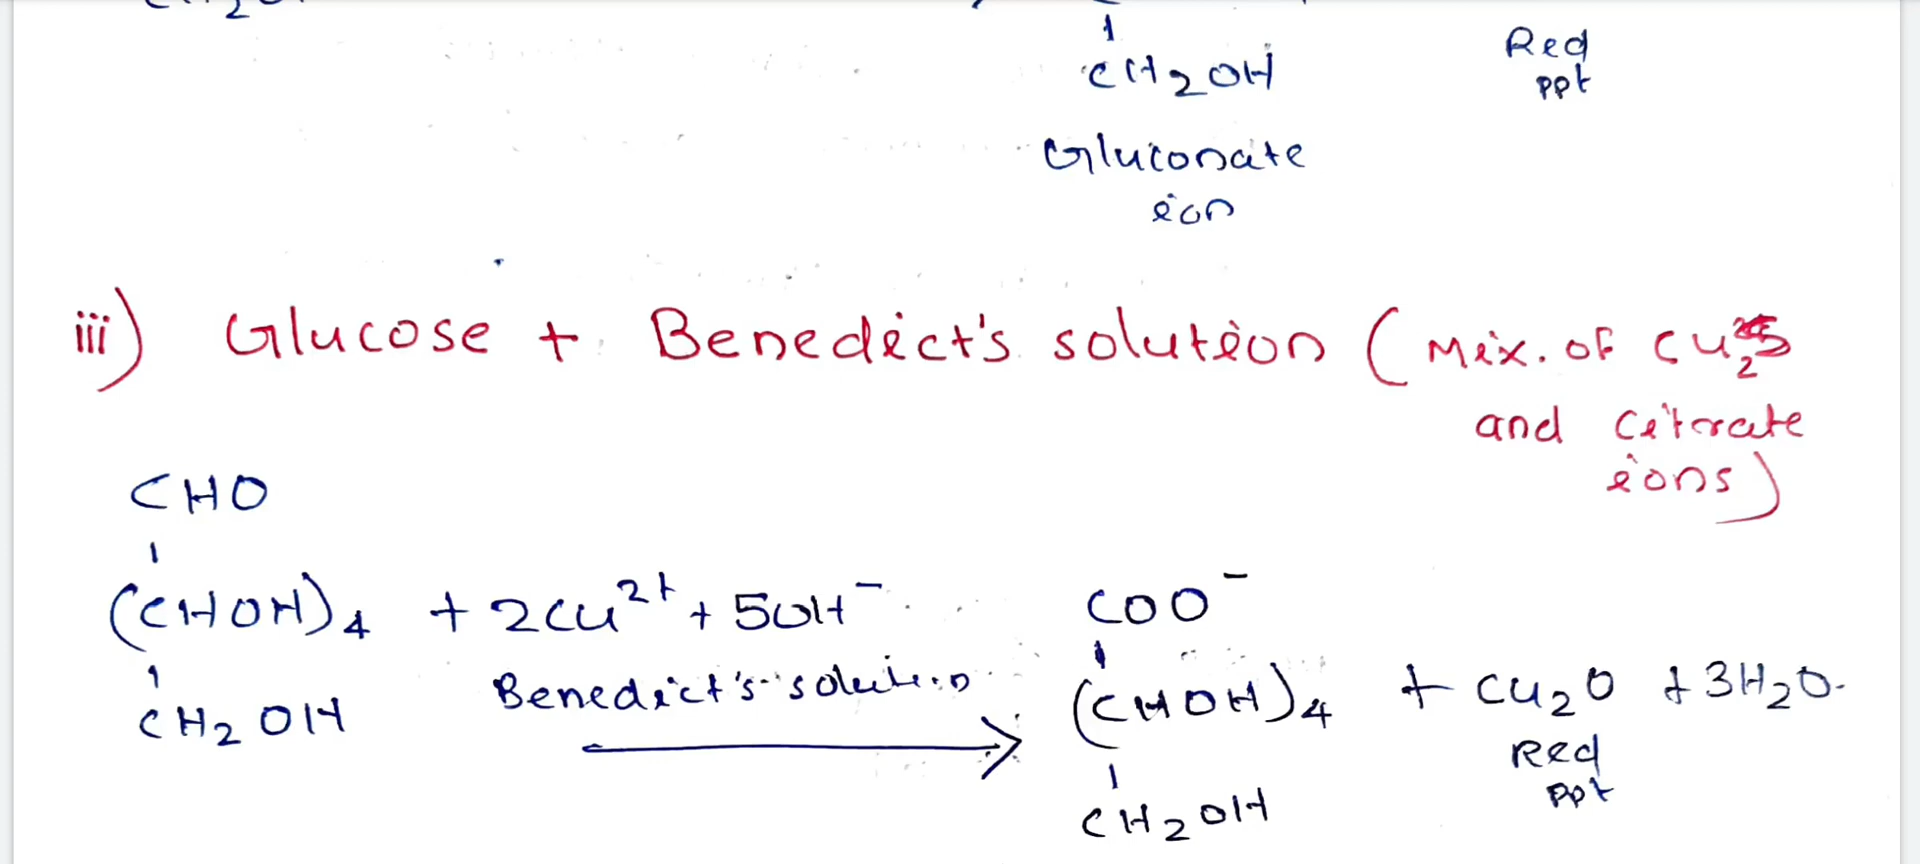 CH2OH
Red
ppt
Gluconate
ion
iii) Glucose + Benedict's solution (Mix. of Cu
and Citrate
ions)
CHO
(CHOH)4 + 2Cu2+ + 5OH-
CH2OH
Benedict's solution
COO-
(CHOH)4 + Cu2O + 3H2O.
CH2OH
Red
ppt